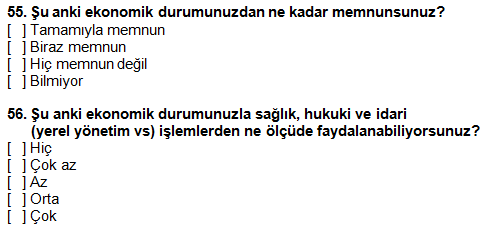 55. Şu anki ekonomik durumunuzdan ne kadar memnunsunuz?
[ ] Tamamıyla memnun
[ ] Biraz memnun
[ ] Hiç memnun değil
[ ] Bilmiyor
56. Şu anki ekonomik durumunuzla sağlık, hukuki ve idari
(yerel yönetim vs) işlemlerden ne ölçüde faydalanabiliyorsunuz?
[ ] Hiç
[ ] Çok az
[ ] Az
[ ] Orta
[ ] Çok